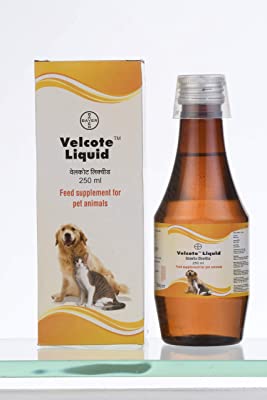 BAYER
Velcote™
Liquid
वेलकोट लिक्वीड
250 ml
Feed supplement for
pet animals
Velcote™ Liquid
वेलकोट लिक्वीड
250 ml
Feed supplement for pet animals